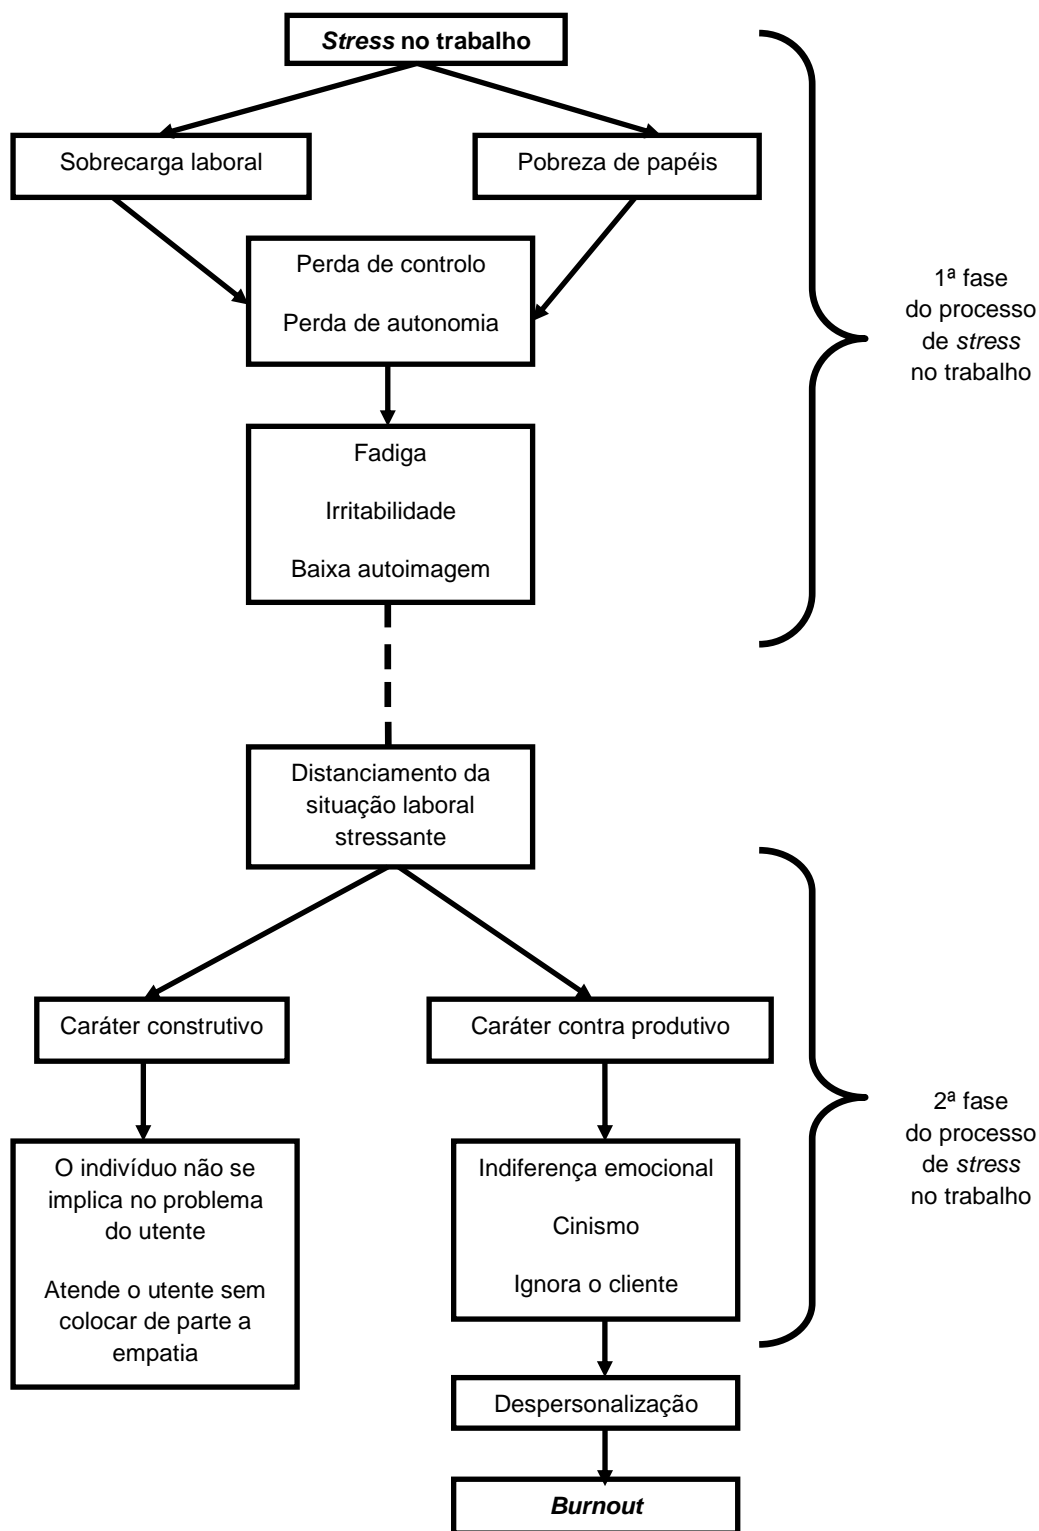 Stress no trabalho
Sobrecarga laboral
Pobreza de papéis
Perda de controlo
Perda de autonomia
1ª fase
do processo
de stress
no trabalho
Fadiga
Irritabilidade
Baixa autoimagem
Distanciamento da
situação laboral
stressante
Caráter construtivo
Caráter contra produtivo
O indivíduo não se
implica no problema
do utente
Atende o utente sem
colocar de parte a
empatia
Indiferença emocional
Cinismo
Ignora o cliente
2ª fase
do processo
de stress
no trabalho
Despersonalização
Burnout